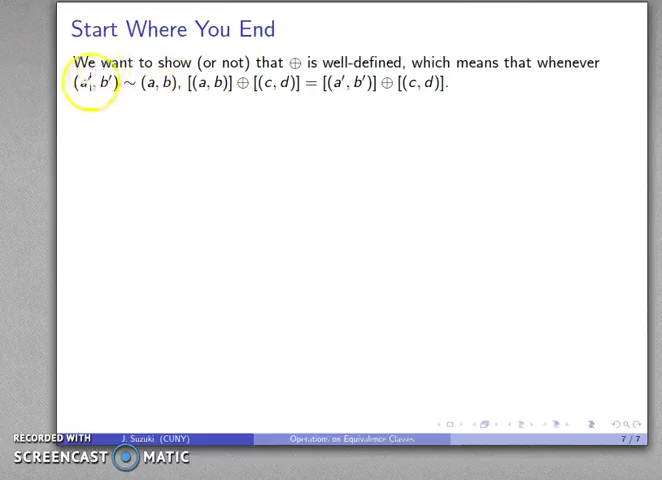 Start Where You End
We want to show (or not) that ⊕ is well-defined, which means that whenever
(a′, b′) ∼ (a, b), [(a, b)] ⊕ [(c, d)] = [(a′, b′)] ⊕ [(c, d)].
J. Suzuki (CUNY) Operations on Equivalence Classes 7 / 7
RECORDED WITH
SCREENCAST MATIC